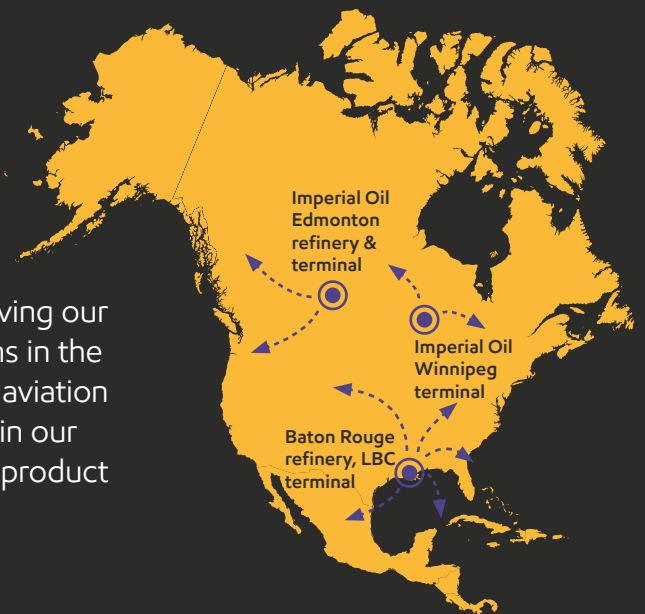 Imperial Oil
Edmonton
refinery &
terminal
ving our
ns in the
aviation
in our
product
Imperial Oil
Winnipeg
terminal
Baton Rouge
refinery, LBC
terminal